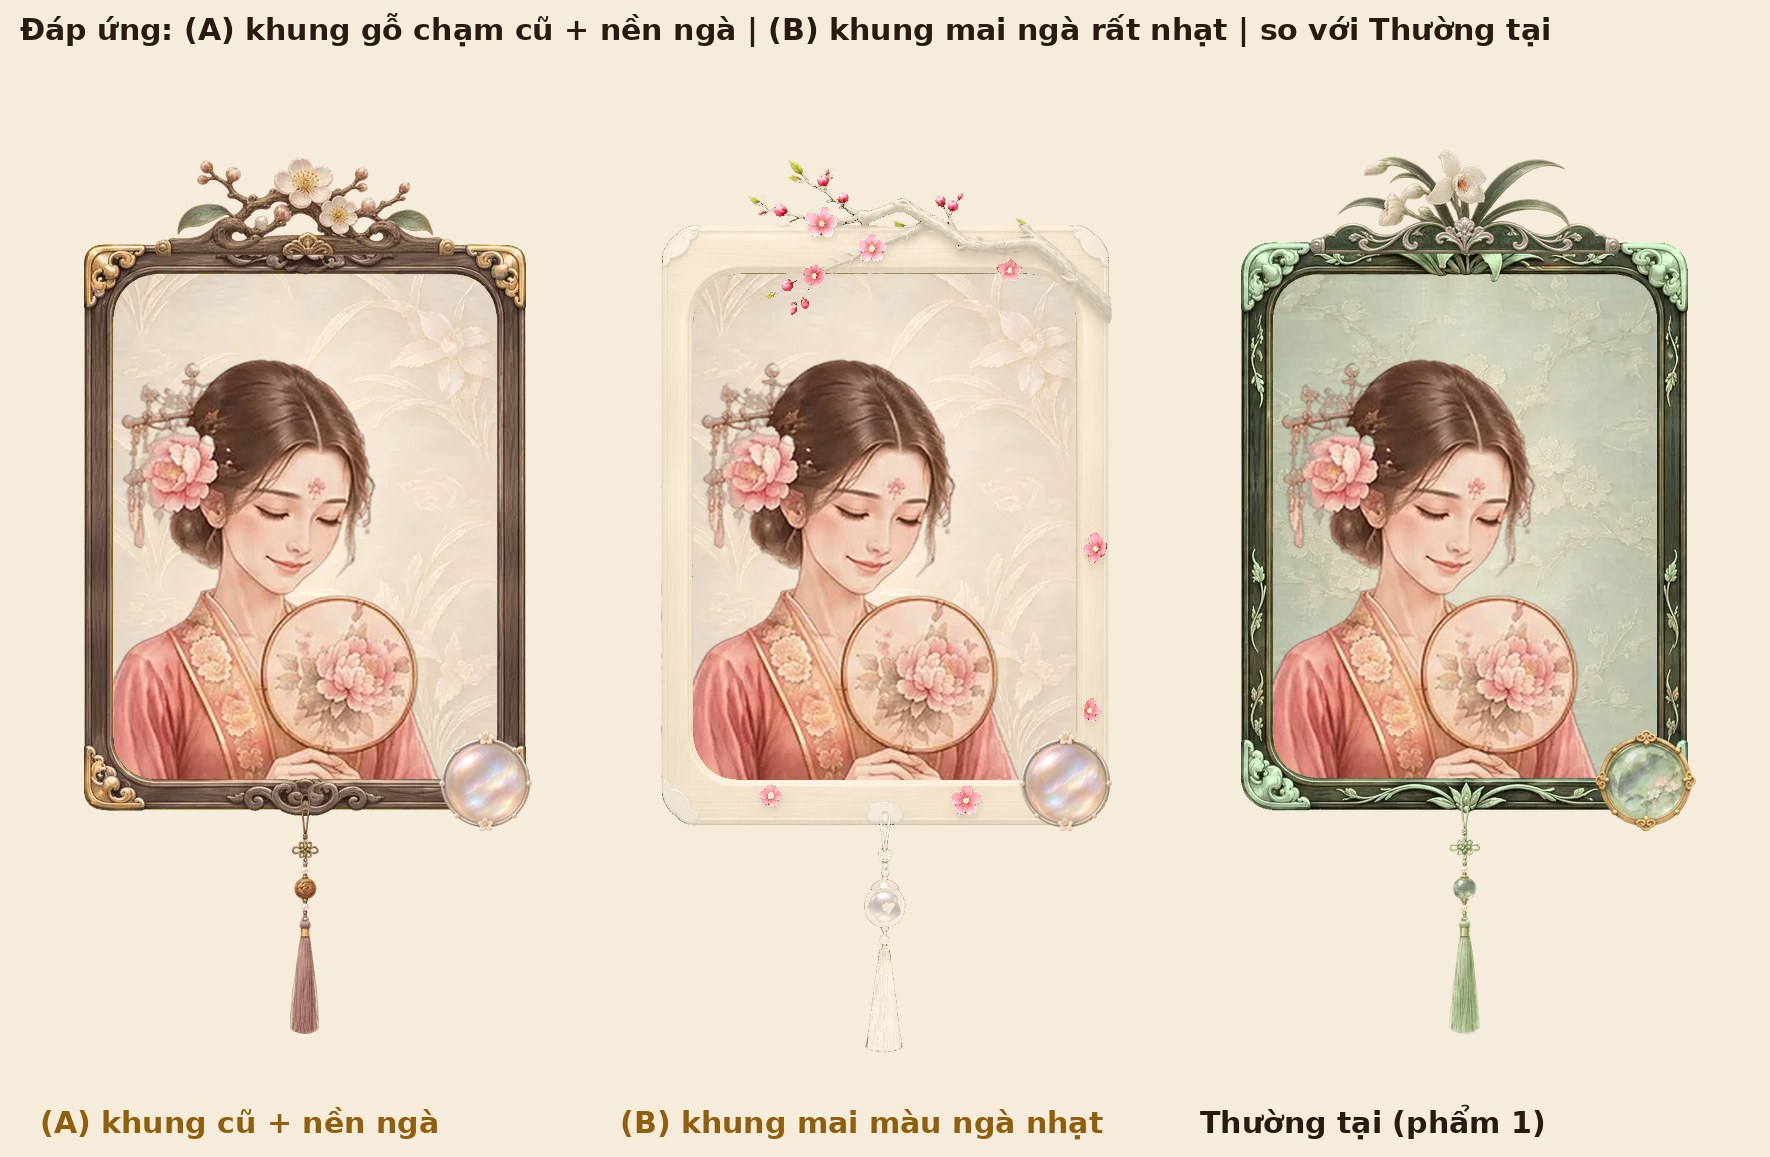 Đáp ứng: (A) khung gỗ chạm cũ + nền ngà | (B) khung mai ngà rất nhạt | so với Thường tại
(A) khung cũ + nền ngà
(B) khung mai màu ngà nhạt
Thường tại (phẩm 1)